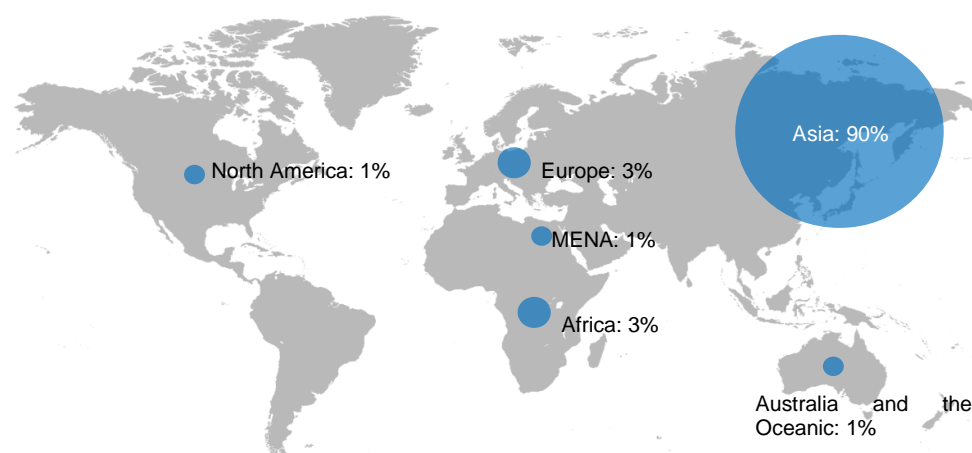 Asia: 90%
North America: 1%
Europe: 3%
MENA: 1%
Africa: 3%
Australia and the
Oceanic: 1%